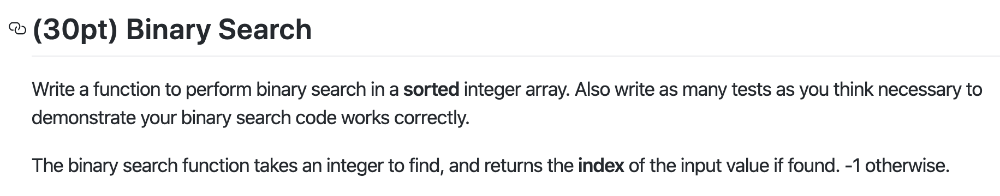 (30pt) Binary Search
Write a function to perform binary search in a sorted integer array. Also write as many tests as you think necessary to
demonstrate your binary search code works correctly.
The binary search function takes an integer to find, and returns the index of the input value if found. -1 otherwise.